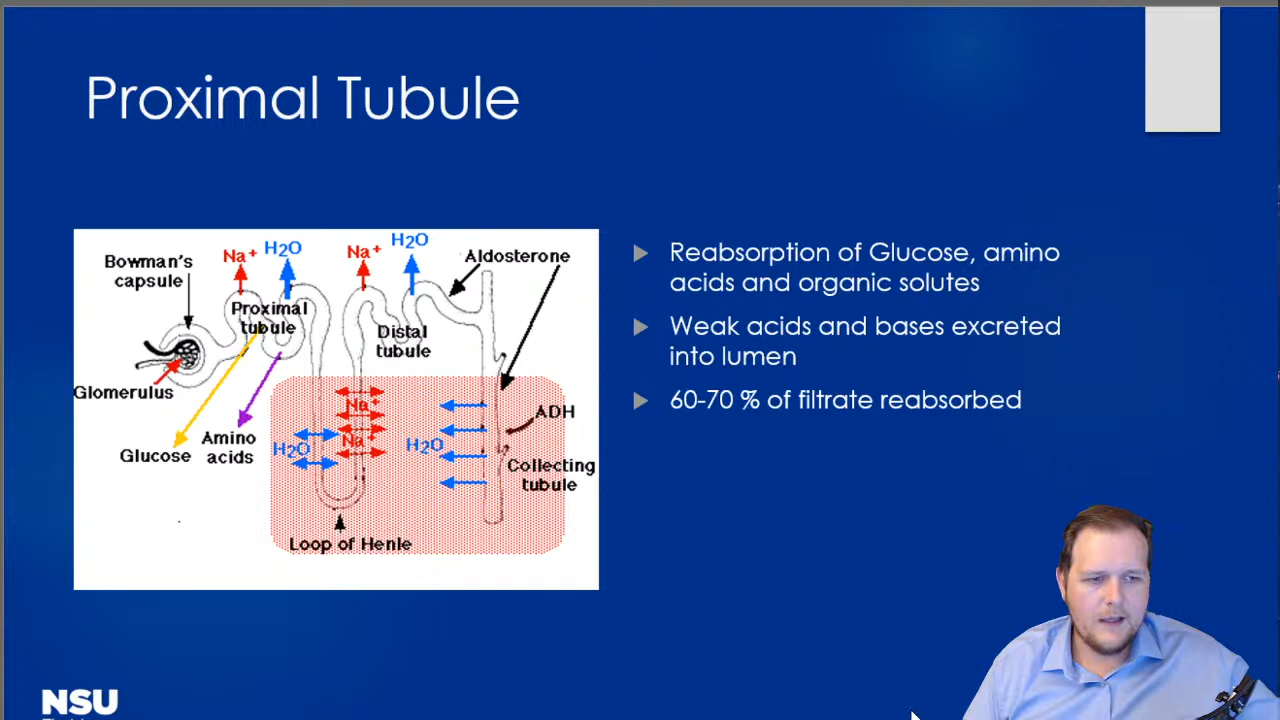 Proximal Tubule
Bowman's
capsule
Na+
H2O
Na+
H2O
Aldosterone
Proximal
tubule
Distal
tubule
Glomerulus
Glucose
Amino
acids
H2O
Na+
Na+
H2O
ADH
Collecting
tubule
Loop of Henle
Reabsorption of Glucose, amino
acids and organic solutes
Weak acids and bases excreted
into lumen
60-70 % of filtrate reabsorbed
NSU